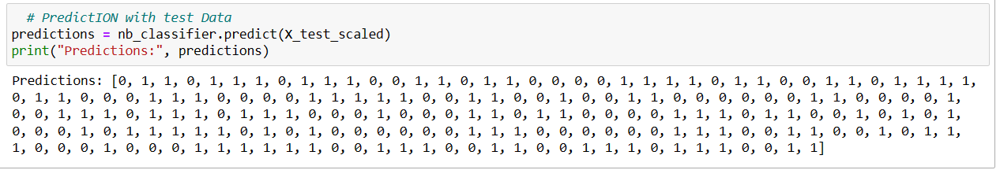 # PredictION with test Data
predictions = nb_classifier.predict(X_test_scaled)
print("Predictions:", predictions)
Predictions: [0, 1, 1, 0, 1, 1, 1, 0, 1, 1, 1, 0, 0, 1, 1, 0, 1, 1, 0, 0, 0, 0, 1, 1, 1, 1, 0, 1, 1, 0, 0, 1, 1, 0, 1, 1, 1, 1,
0, 1, 1, 0, 0, 0, 1, 1, 1, 0, 0, 0, 0, 1, 1, 1, 1, 1, 0, 0, 1, 1, 0, 0, 1, 0, 0, 1, 1, 0, 0, 0, 0, 0, 0, 1, 1, 0, 0, 0, 0, 1,
0, 0, 1, 1, 1, 0, 1, 1, 1, 0, 1, 1, 1, 0, 0, 0, 1, 0, 0, 0, 1, 1, 0, 1, 1, 0, 0, 0, 0, 1, 1, 1, 0, 1, 1, 0, 0, 1, 0, 1, 0, 1,
0, 0, 0, 1, 0, 1, 1, 1, 1, 1, 0, 1, 0, 1, 0, 0, 0, 0, 0, 0, 1, 1, 1, 0, 0, 0, 0, 0, 0, 1, 1, 1, 0, 0, 1, 1, 0, 0, 1, 0, 1, 1,
1, 0, 0, 0, 1, 0, 0, 0, 1, 1, 1, 1, 1, 1, 0, 0, 1, 1, 1, 0, 0, 1, 1, 0, 0, 1, 1, 1, 0, 1, 1, 1, 0, 0, 1, 1]